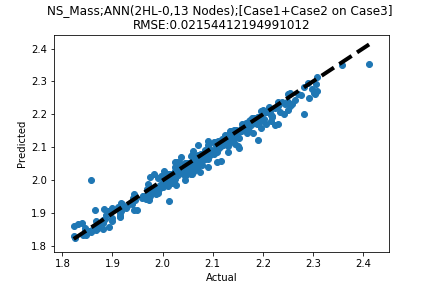 NS_Mass;ANN(2HL-0,13 Nodes);[Case1+Case2 on Case3]
RMSE:0.02154412194991012
2.4
2.3
2.2
2.1
2.0
1.9
1.8
Predicted
1.8 1.9 2.0 2.1 2.2 2.3 2.4
Actual